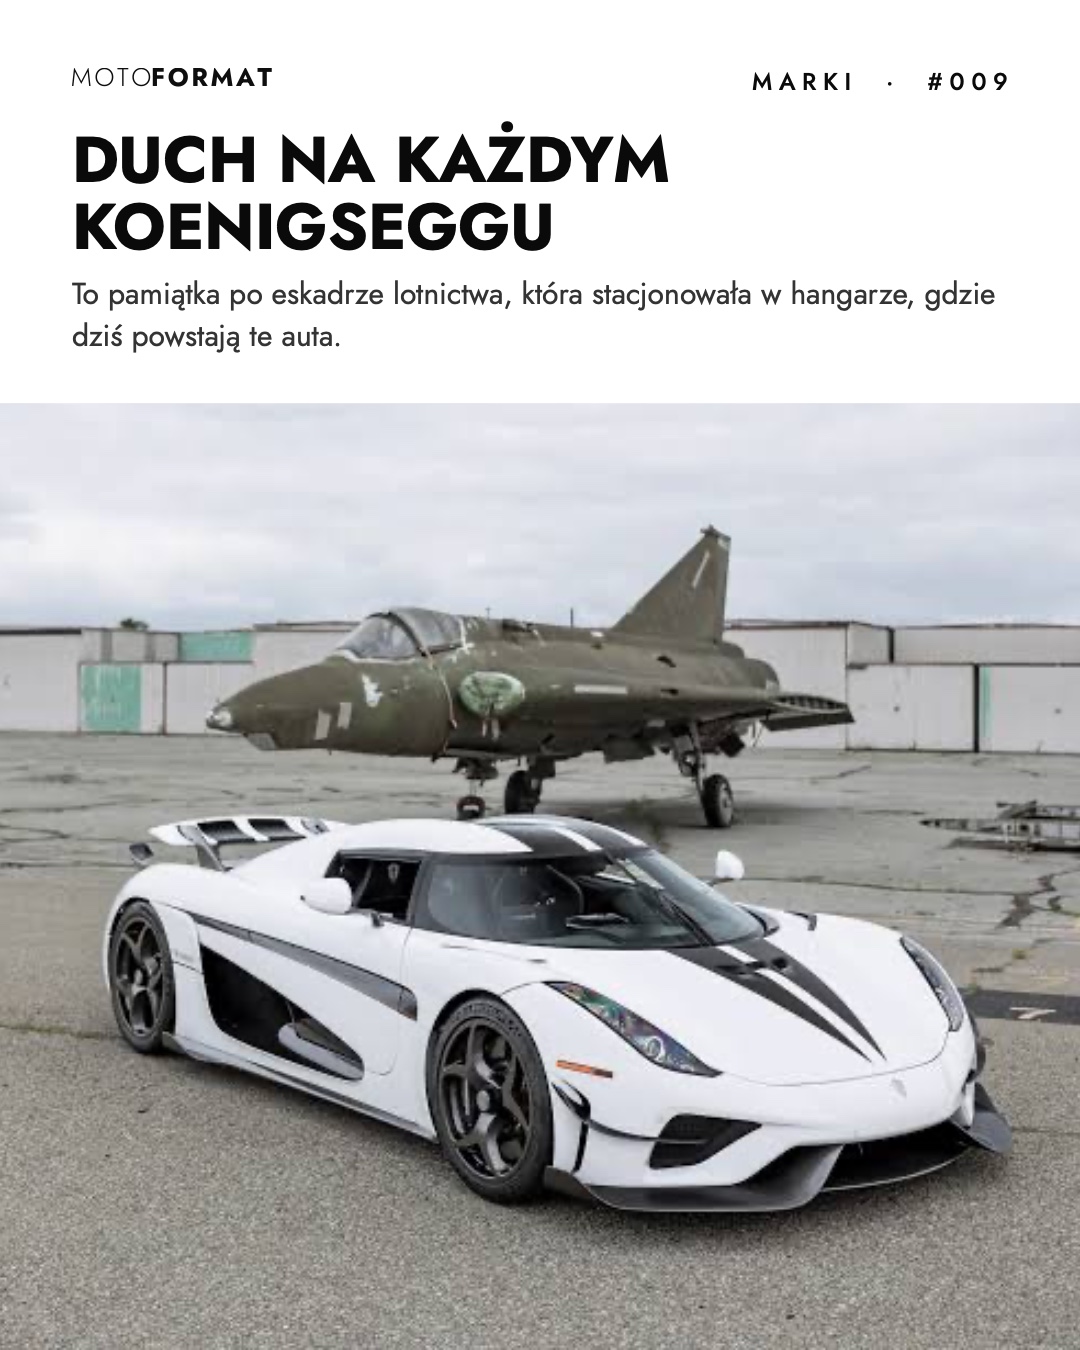 MOTOFORMAT
MARKI · #009
DUCH NA KAŻDYM
KOENIGSEGGU
To pamiątka po eskadrze lotnictwa, która stacjonowała w hangarze, gdzie
dziś powstają te auta.